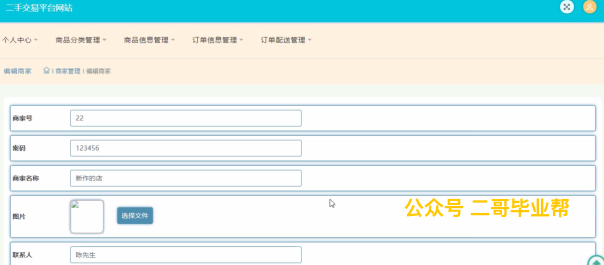 二手交易平台网站
个人中心 商品分类管理 商品信息管理 订单信息管理 订单配送管理
编辑商家 商家管理 编辑商家
商家号 22
密码 123456
商家名称 新作的店
图片 选择文件
公众号 二哥毕业帮
联系人 陈先生